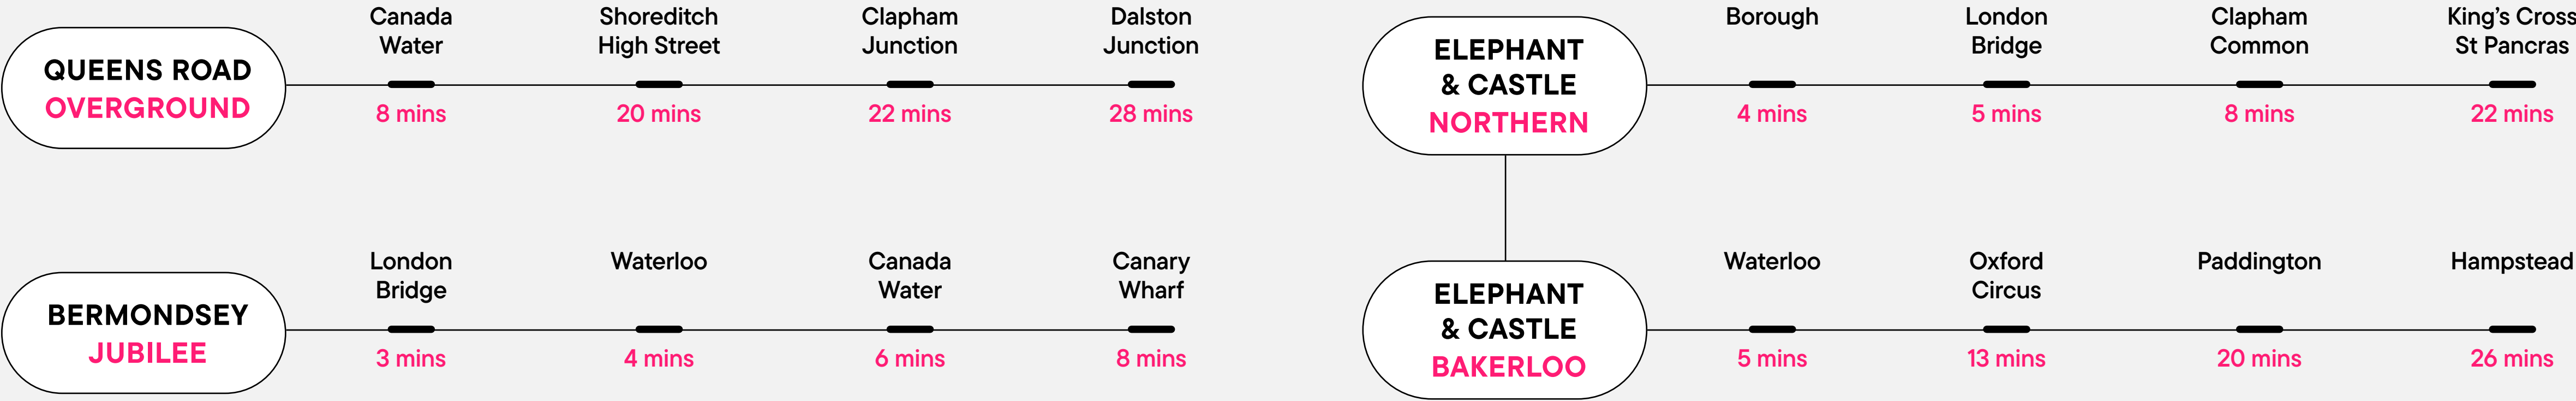 QUEENS ROAD
OVERGROUND
Canada
Water
8 mins
Shoreditch
High Street
20 mins
Clapham
Junction
22 mins
Dalston
Junction
28 mins
ELEPHANT
& CASTLE
NORTHERN
Borough
4 mins
London
Bridge
5 mins
Clapham
Common
8 mins
King's Cross
St Pancras
22 mins
BERMONDSEY
JUBILEE
London
Bridge
3 mins
Waterloo
4 mins
Canada
Water
6 mins
Canary
Wharf
8 mins
ELEPHANT
& CASTLE
BAKERLOO
Waterloo
5 mins
Oxford
Circus
13 mins
Paddington
20 mins
Hampstead
26 mins